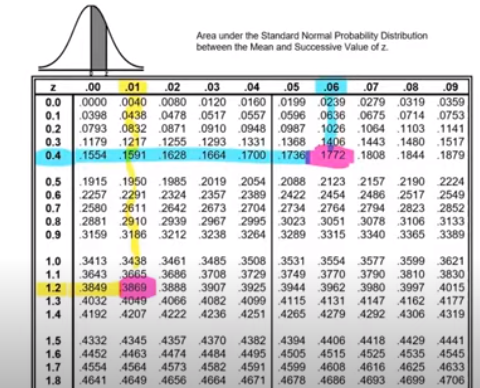 Area under the Standard Normal Probability Distribution
between the Mean and Successive Value of z.
z .00 .01 .02 .03 .04 .05 .06 .07 .08 .09
0.0 .0000 .0040 .0080 .0120 .0160 .0199 .0239 .0279 .0319 .0359
0.1 .0398 .0438 .0478 .0517 .0557 .0596 .0636 .0675 .0714 .0753
0.2 .0793 .0832 .0871 .0910 .0948 .0987 .1026 .1064 .1103 .1141
0.3 .1179 .1217 .1255 .1293 .1331 .1368 .1406 .1443 .1480 .1517
0.4 .1554 .1591 .1628 .1664 .1700 .1736 .1772 .1808 .1844 .1879
0.5 .1915 .1950 .1985 .2019 .2054 .2088 .2123 .2157 .2190 .2224
0.6 .2257 .2291 .2324 .2357 .2389 .2422 .2454 .2486 .2517 .2549
0.7 .2580 .2611 .2642 .2673 .2704 .2734 .2764 .2794 .2823 .2852
0.8 .2881 .2910 .2939 .2967 .2995 .3023 .3051 .3078 .3106 .3133
0.9 .3159 .3186 .3212 .3238 .3264 .3289 .3315 .3340 .3365 .3389
1.0 .3413 .3438 .3461 .3485 .3508 .3531 .3554 .3577 .3599 .3621
1.1 .3643 .3665 .3686 .3708 .3729 .3749 .3770 .3790 .3810 .3830
1.2 .3849 .3869 .3888 .3907 .3925 .3944 .3962 .3980 .3997 .4015
1.3 .4032 .4049 .4066 .4082 .4099 .4115 .4131 .4147 .4162 .4177
1.4 .4192 .4207 .4222 .4236 .4251 .4265 .4279 .4292 .4306 .4319
1.5 .4332 .4345 .4357 .4370 .4382 .4394 .4406 .4418 .4429 .4441
1.6 .4452 .4463 .4474 .4484 .4495 .4505 .4515 .4525 .4535 .4545
1.7 .4554 .4564 .4573 .4582 .4591 .4599 .4608 .4616 .4625 .4633
1.8 .4641 .4649 .4656 .4664 .4671 .4678 .4686 .4693 .4699 .4706